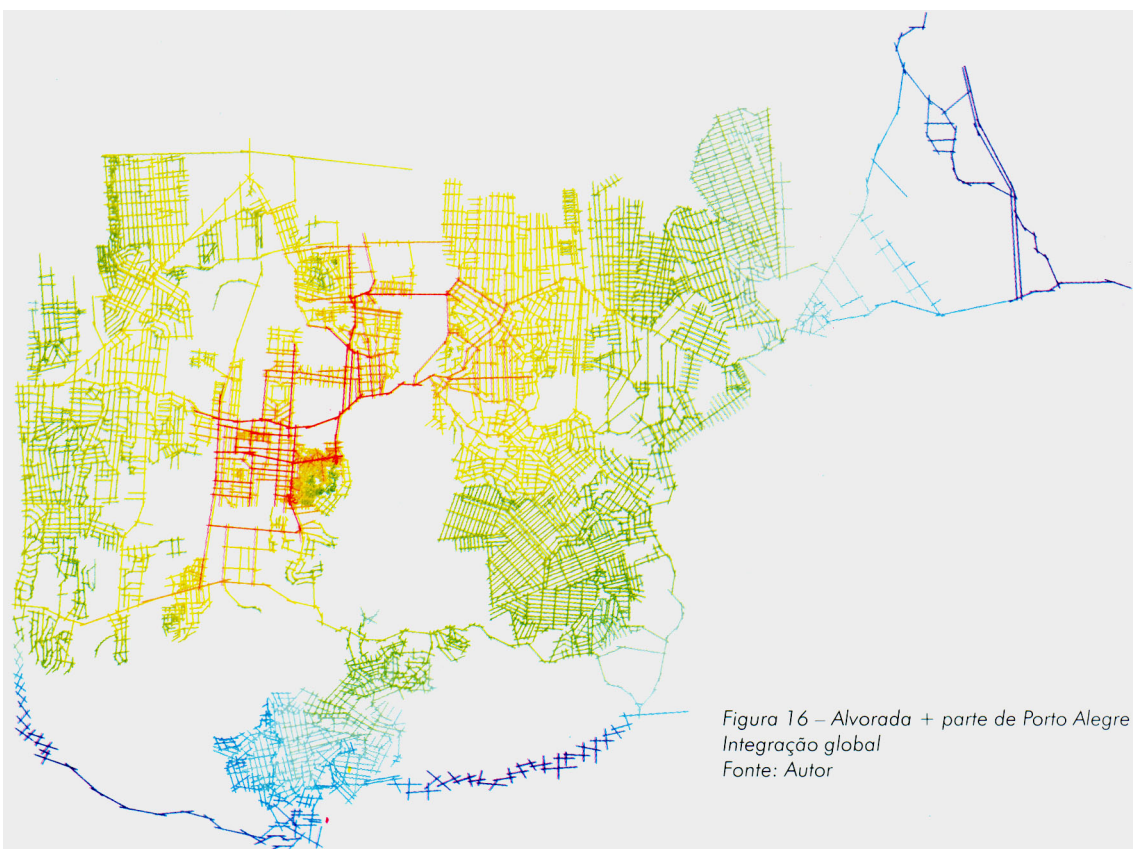 Figura 16 – Alvorada + parte de Porto Alegre
Integração global
Fonte: Autor